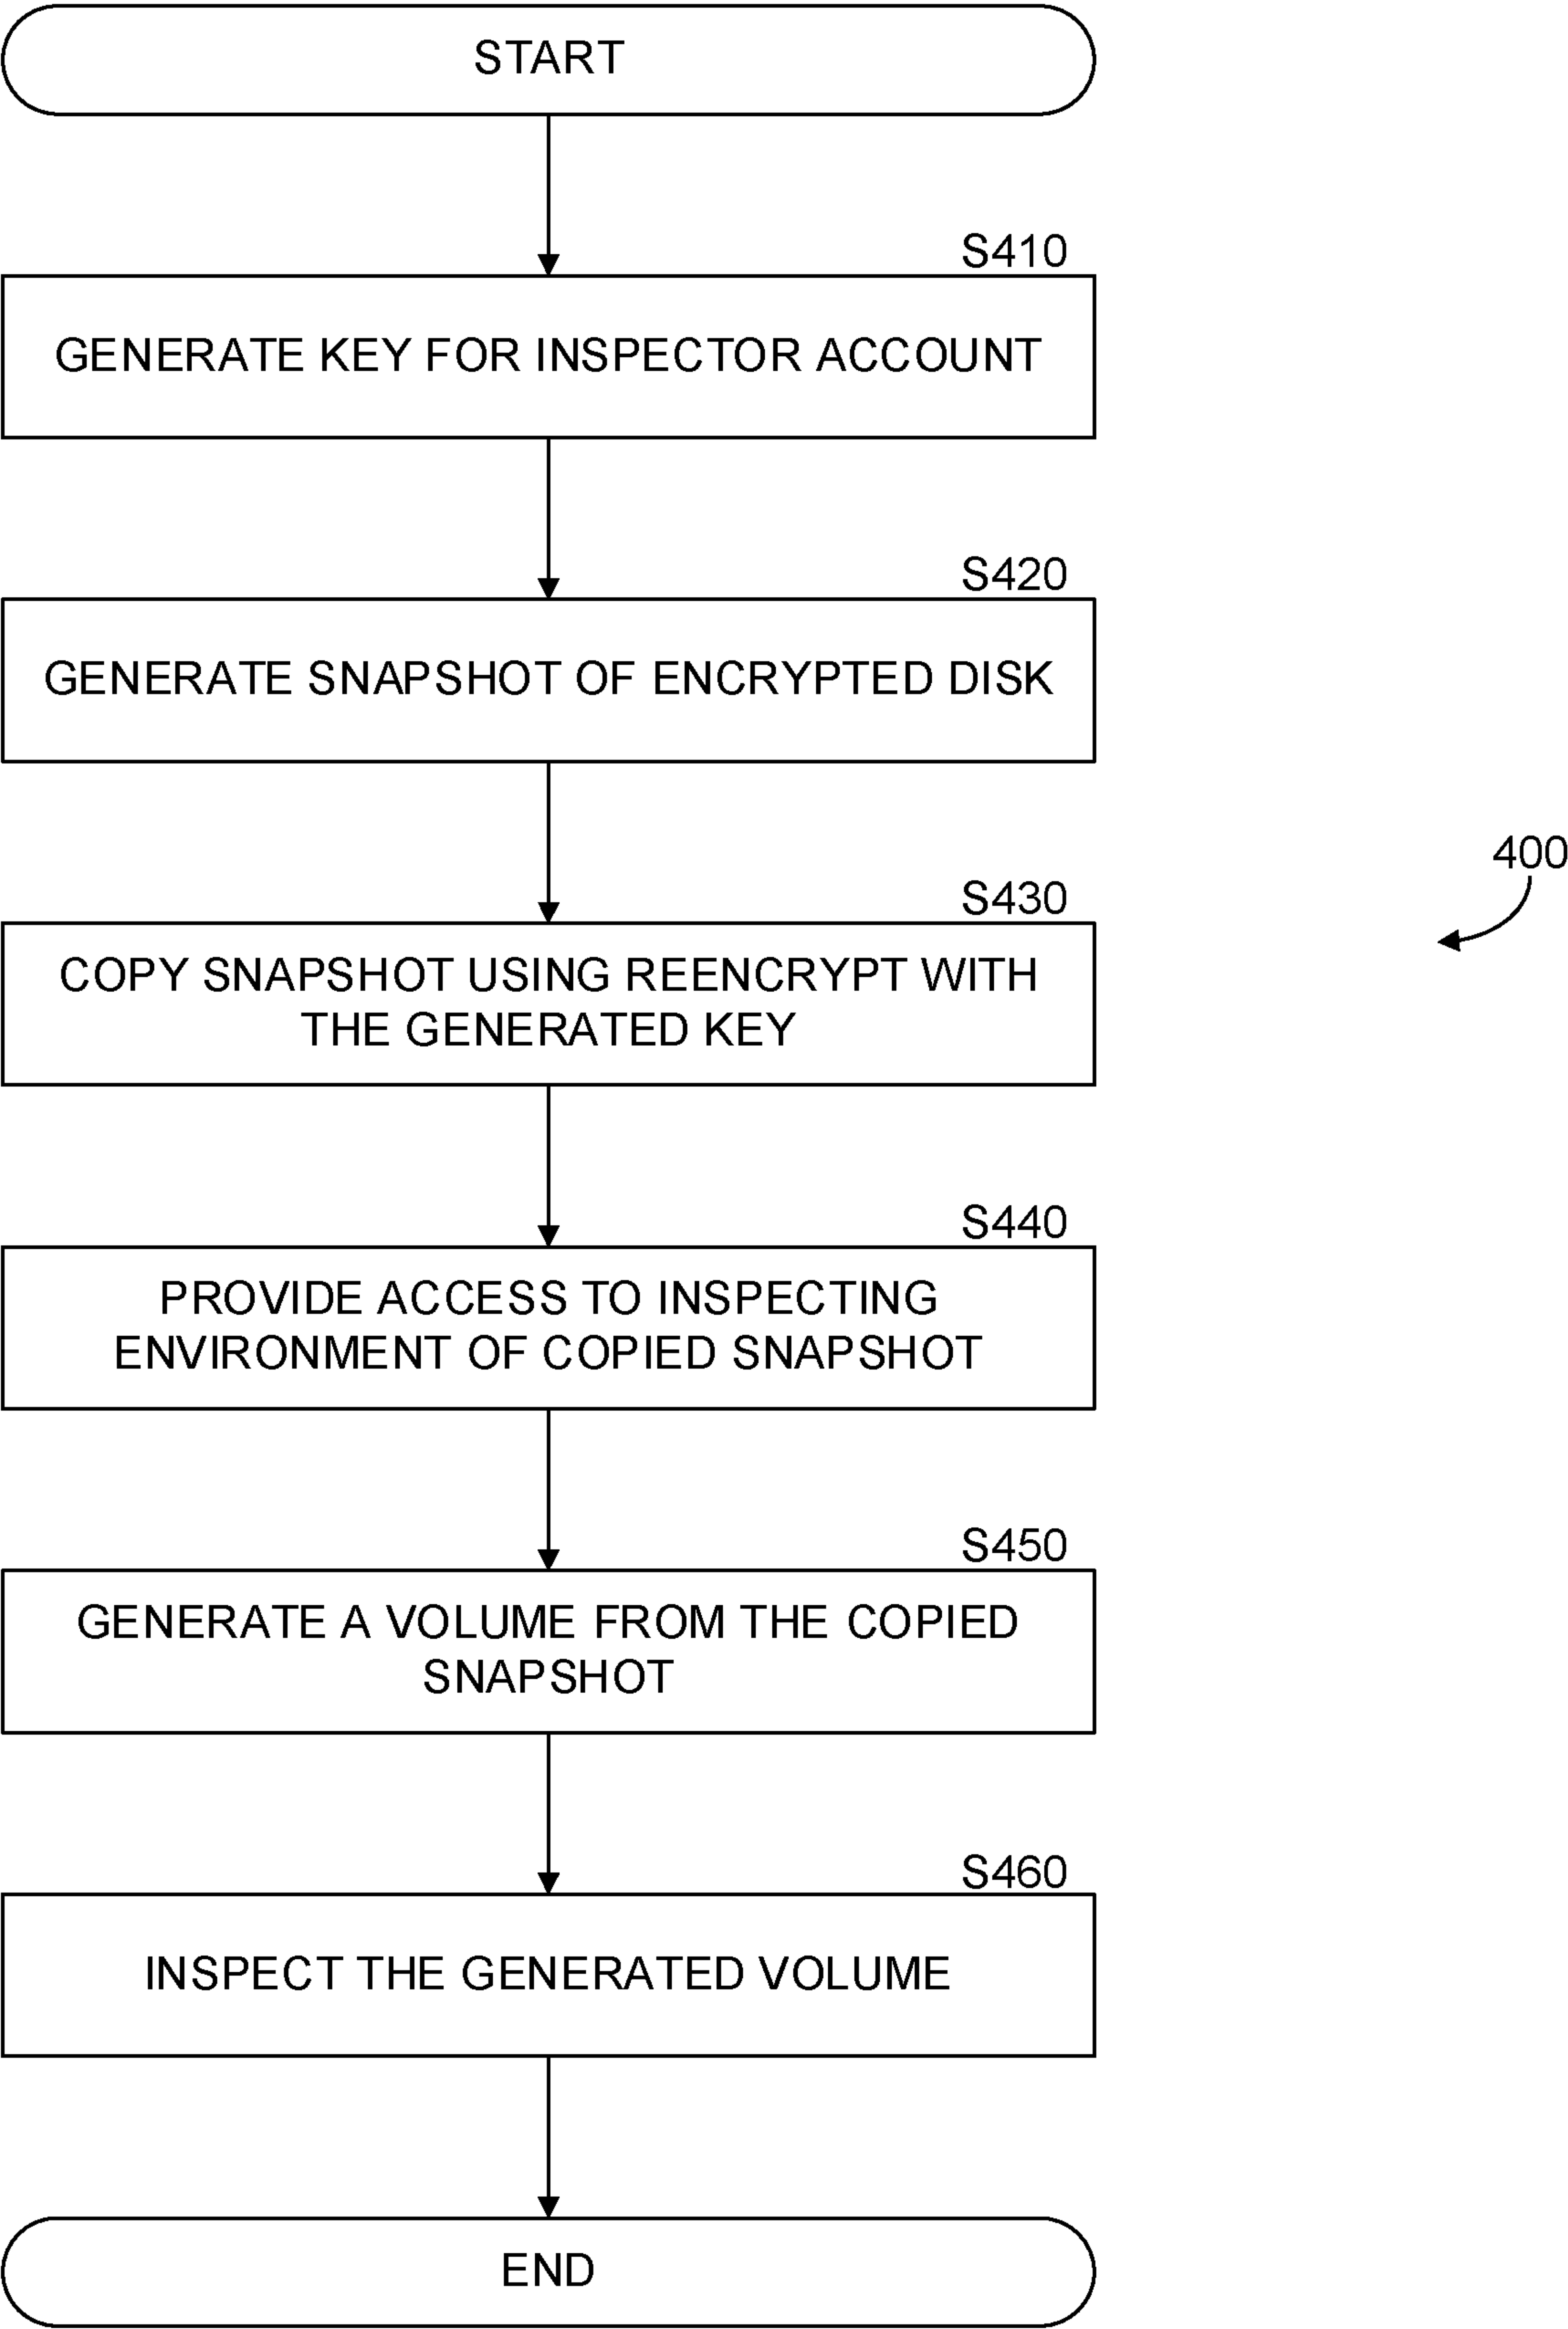 START
S410
GENERATE KEY FOR INSPECTOR ACCOUNT
S420
GENERATE SNAPSHOT OF ENCRYPTED DISK
400
S430
COPY SNAPSHOT USING REENCRYPT WITH
THE GENERATED KEY
S440
PROVIDE ACCESS TO INSPECTING
ENVIRONMENT OF COPIED SNAPSHOT
S450
GENERATE A VOLUME FROM THE COPIED
SNAPSHOT
S460
INSPECT THE GENERATED VOLUME
END